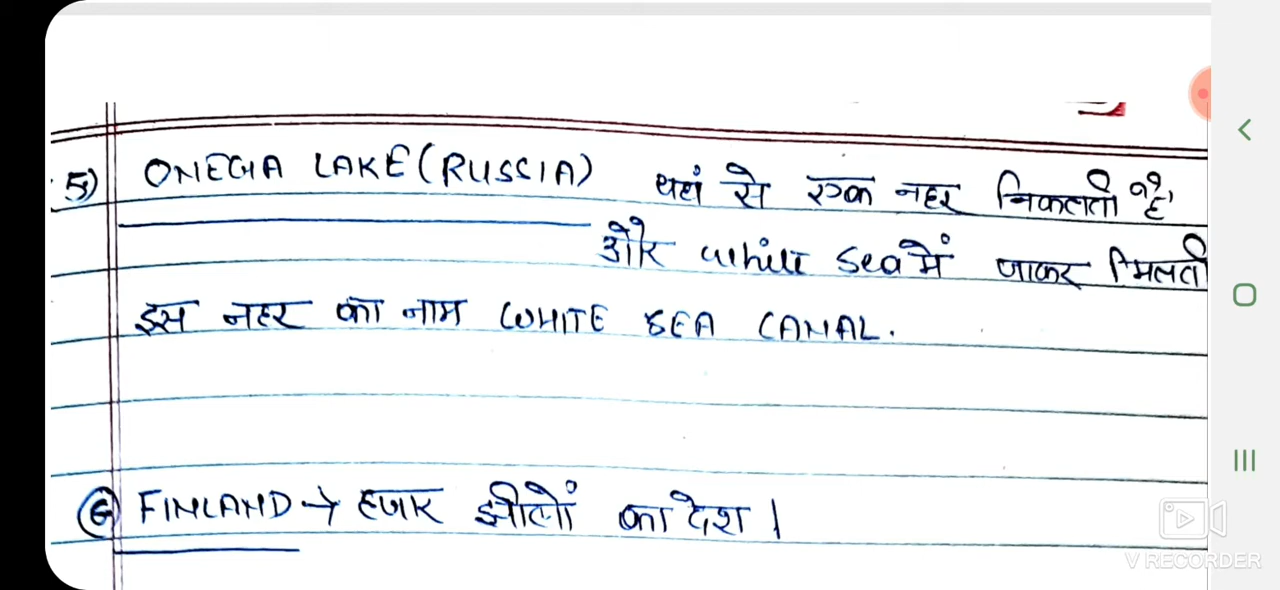 5) ONEGA LAKE (RUSSIA) यहां से एक नहर निकलती है,
और white sea में जाकर मिलती
इस नहर का नाम WHITE SEA CANAL.
6 FINLAND → हजार झीलों का देश |
V RECORDER